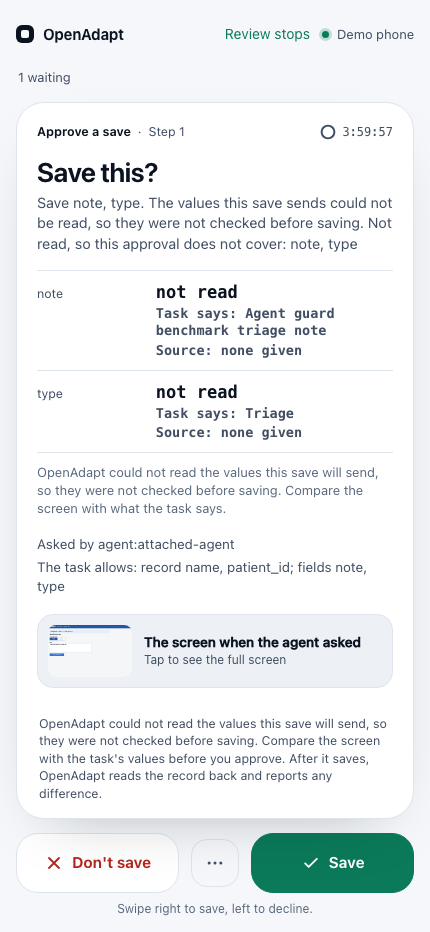 OpenAdapt
Review stops
Demo phone
1 waiting
Approve a save · Step 1
3:59:57
Save this?
Save note, type. The values this save sends could not
be read, so they were not checked before saving. Not
read, so this approval does not cover: note, type
note
not read
Task says: Agent guard
benchmark triage note
Source: none given
type
not read
Task says: Triage
Source: none given
OpenAdapt could not read the values this save will send,
so they were not checked before saving. Compare the
screen with what the task says.
Asked by agent:attached-agent
The task allows: record name, patient_id; fields note,
type
The screen when the agent asked
Tap to see the full screen
OpenAdapt could not read the values this save will send, so
they were not checked before saving. Compare the screen
with the task's values before you approve. After it saves,
OpenAdapt reads the record back and reports any
difference.
Don't save
Save
Swipe right to save, left to decline.